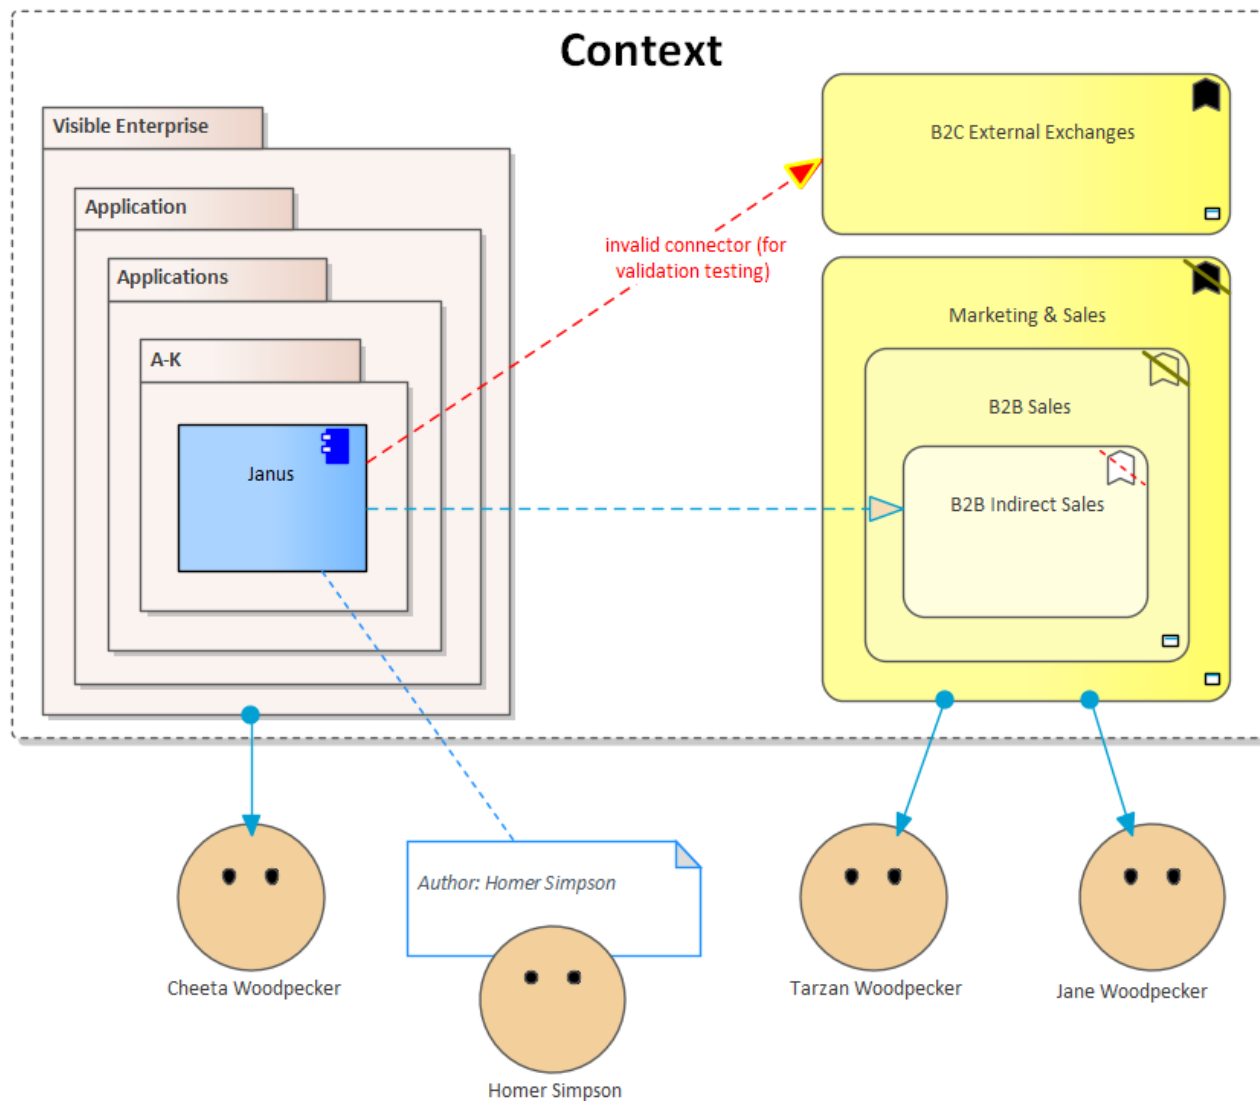 Context
Visible Enterprise
Application
Applications
A-K
Janus
invalid connector (for
validation testing)
B2C External Exchanges
Marketing & Sales
B2B Sales
B2B Indirect Sales
Author: Homer Simpson
Cheeta Woodpecker
Homer Simpson
Tarzan Woodpecker
Jane Woodpecker